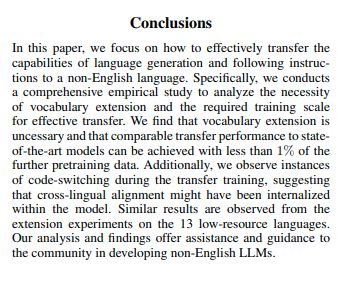 Conclusions
In this paper, we focus on how to effectively transfer the
capabilities of language generation and following instruc-
tions to a non-English language. Specifically, we conducts
a comprehensive empirical study to analyze the necessity
of vocabulary extension and the required training scale
for effective transfer. We find that vocabulary extension is
uncessary and that comparable transfer performance to state-
of-the-art models can be achieved with less than 1% of the
further pretraining data. Additionally, we observe instances
of code-switching during the transfer training, suggesting
that cross-lingual alignment might have been internalized
within the model. Similar results are observed from the
extension experiments on the 13 low-resource languages.
Our analysis and findings offer assistance and guidance to
the community in developing non-English LLMs.